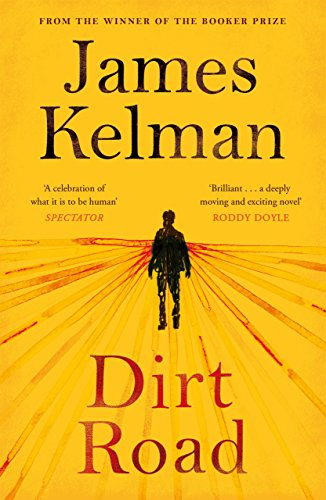 FROM THE WINNER OF THE BOOKER PRIZE
James
Kelman
‘A celebration of
what it is to be human’
SPECTATOR
‘Brilliant . . . a deeply
moving and exciting novel’
RODDY DOYLE
Dirt
Road